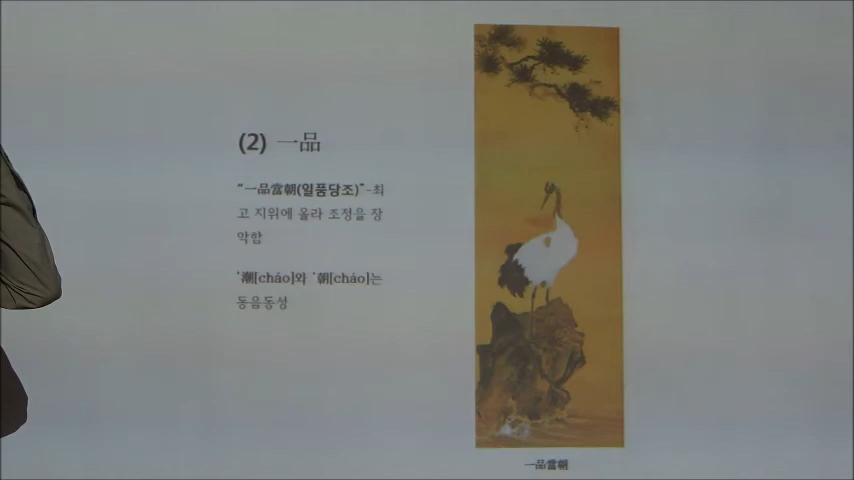 (2) 一品
“一品當朝(일품당조)”-최
고 지위에 올라 조정을 장
악함
‘潮[cháo]와 ‘朝[cháo]는
동음동성
一品當朝